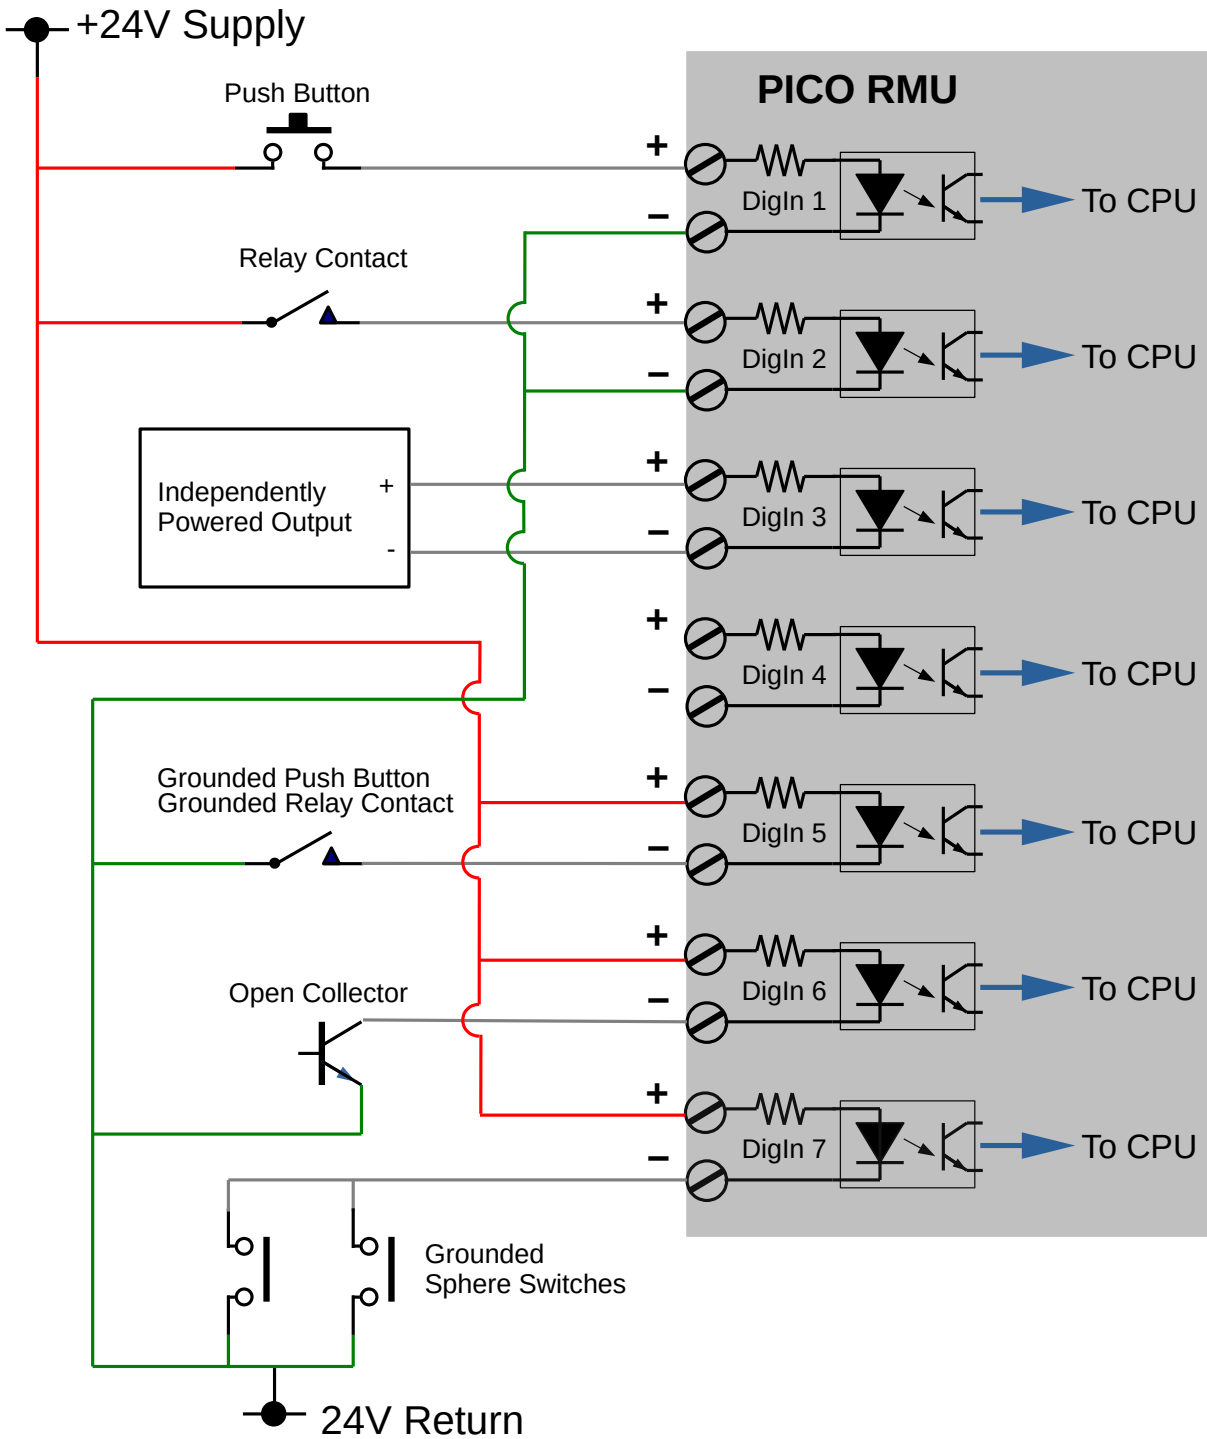 +24V Supply
PICO RMU
Push Button
+
DigIn 1
To CPU
−
Relay Contact
+
DigIn 2
To CPU
−
+
Independently
Powered Output
+
-
DigIn 3
To CPU
−
+
DigIn 4
To CPU
−
Grounded Push Button
Grounded Relay Contact
+
DigIn 5
To CPU
−
+
Open Collector
DigIn 6
To CPU
−
+
DigIn 7
To CPU
−
Grounded
Sphere Switches
24V Return